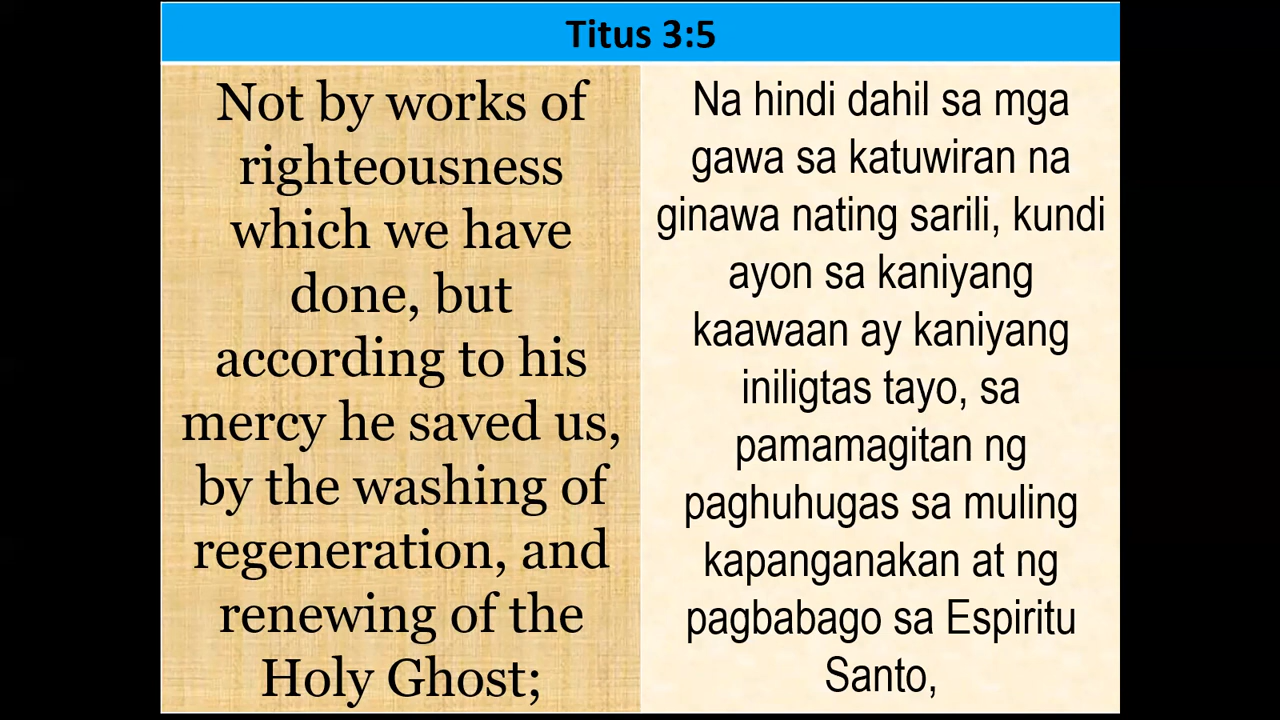 Titus 3:5
Not by works of
righteousness
which we have
done, but
according to his
mercy he saved us,
by the washing of
regeneration, and
renewing of the
Holy Ghost;
Na hindi dahil sa mga
gawa sa katuwiran na
ginawa nating sarili, kundi
ayon sa kaniyang
kaawaan ay kaniyang
iniligtas tayo, sa
pamamagitan ng
paghuhugas sa muling
kapanganakan at ng
pagbabago sa Espiritu
Santo,